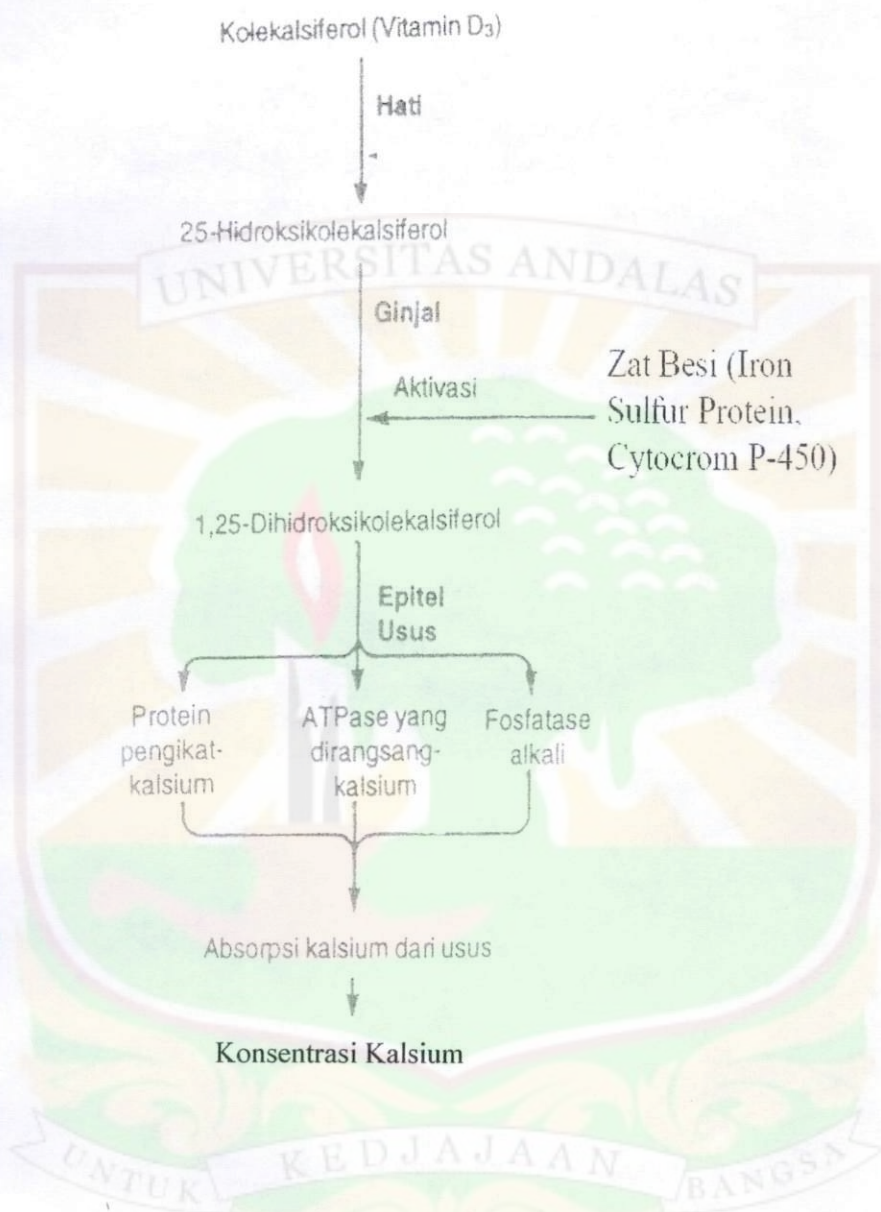 Kolekalsiferol (Vitamin D₃)
Hati
25-Hidroksikolekalsiferol
UNIVERSITAS ANDALAS
Ginjal
Aktivasi
Zat Besi (Iron
Sulfur Protein,
Cytocrom P-450)
1,25-Dihidroksikolekalsiferol
Epitel
Usus
Protein
pengikat-
kalsium
ATPase yang
dirangsang-
kalsium
Fosfatase
alkali
Absorpsi kalsium dari usus
Konsentrasi Kalsium
UNTUK KEDJAJAAN BANGSA